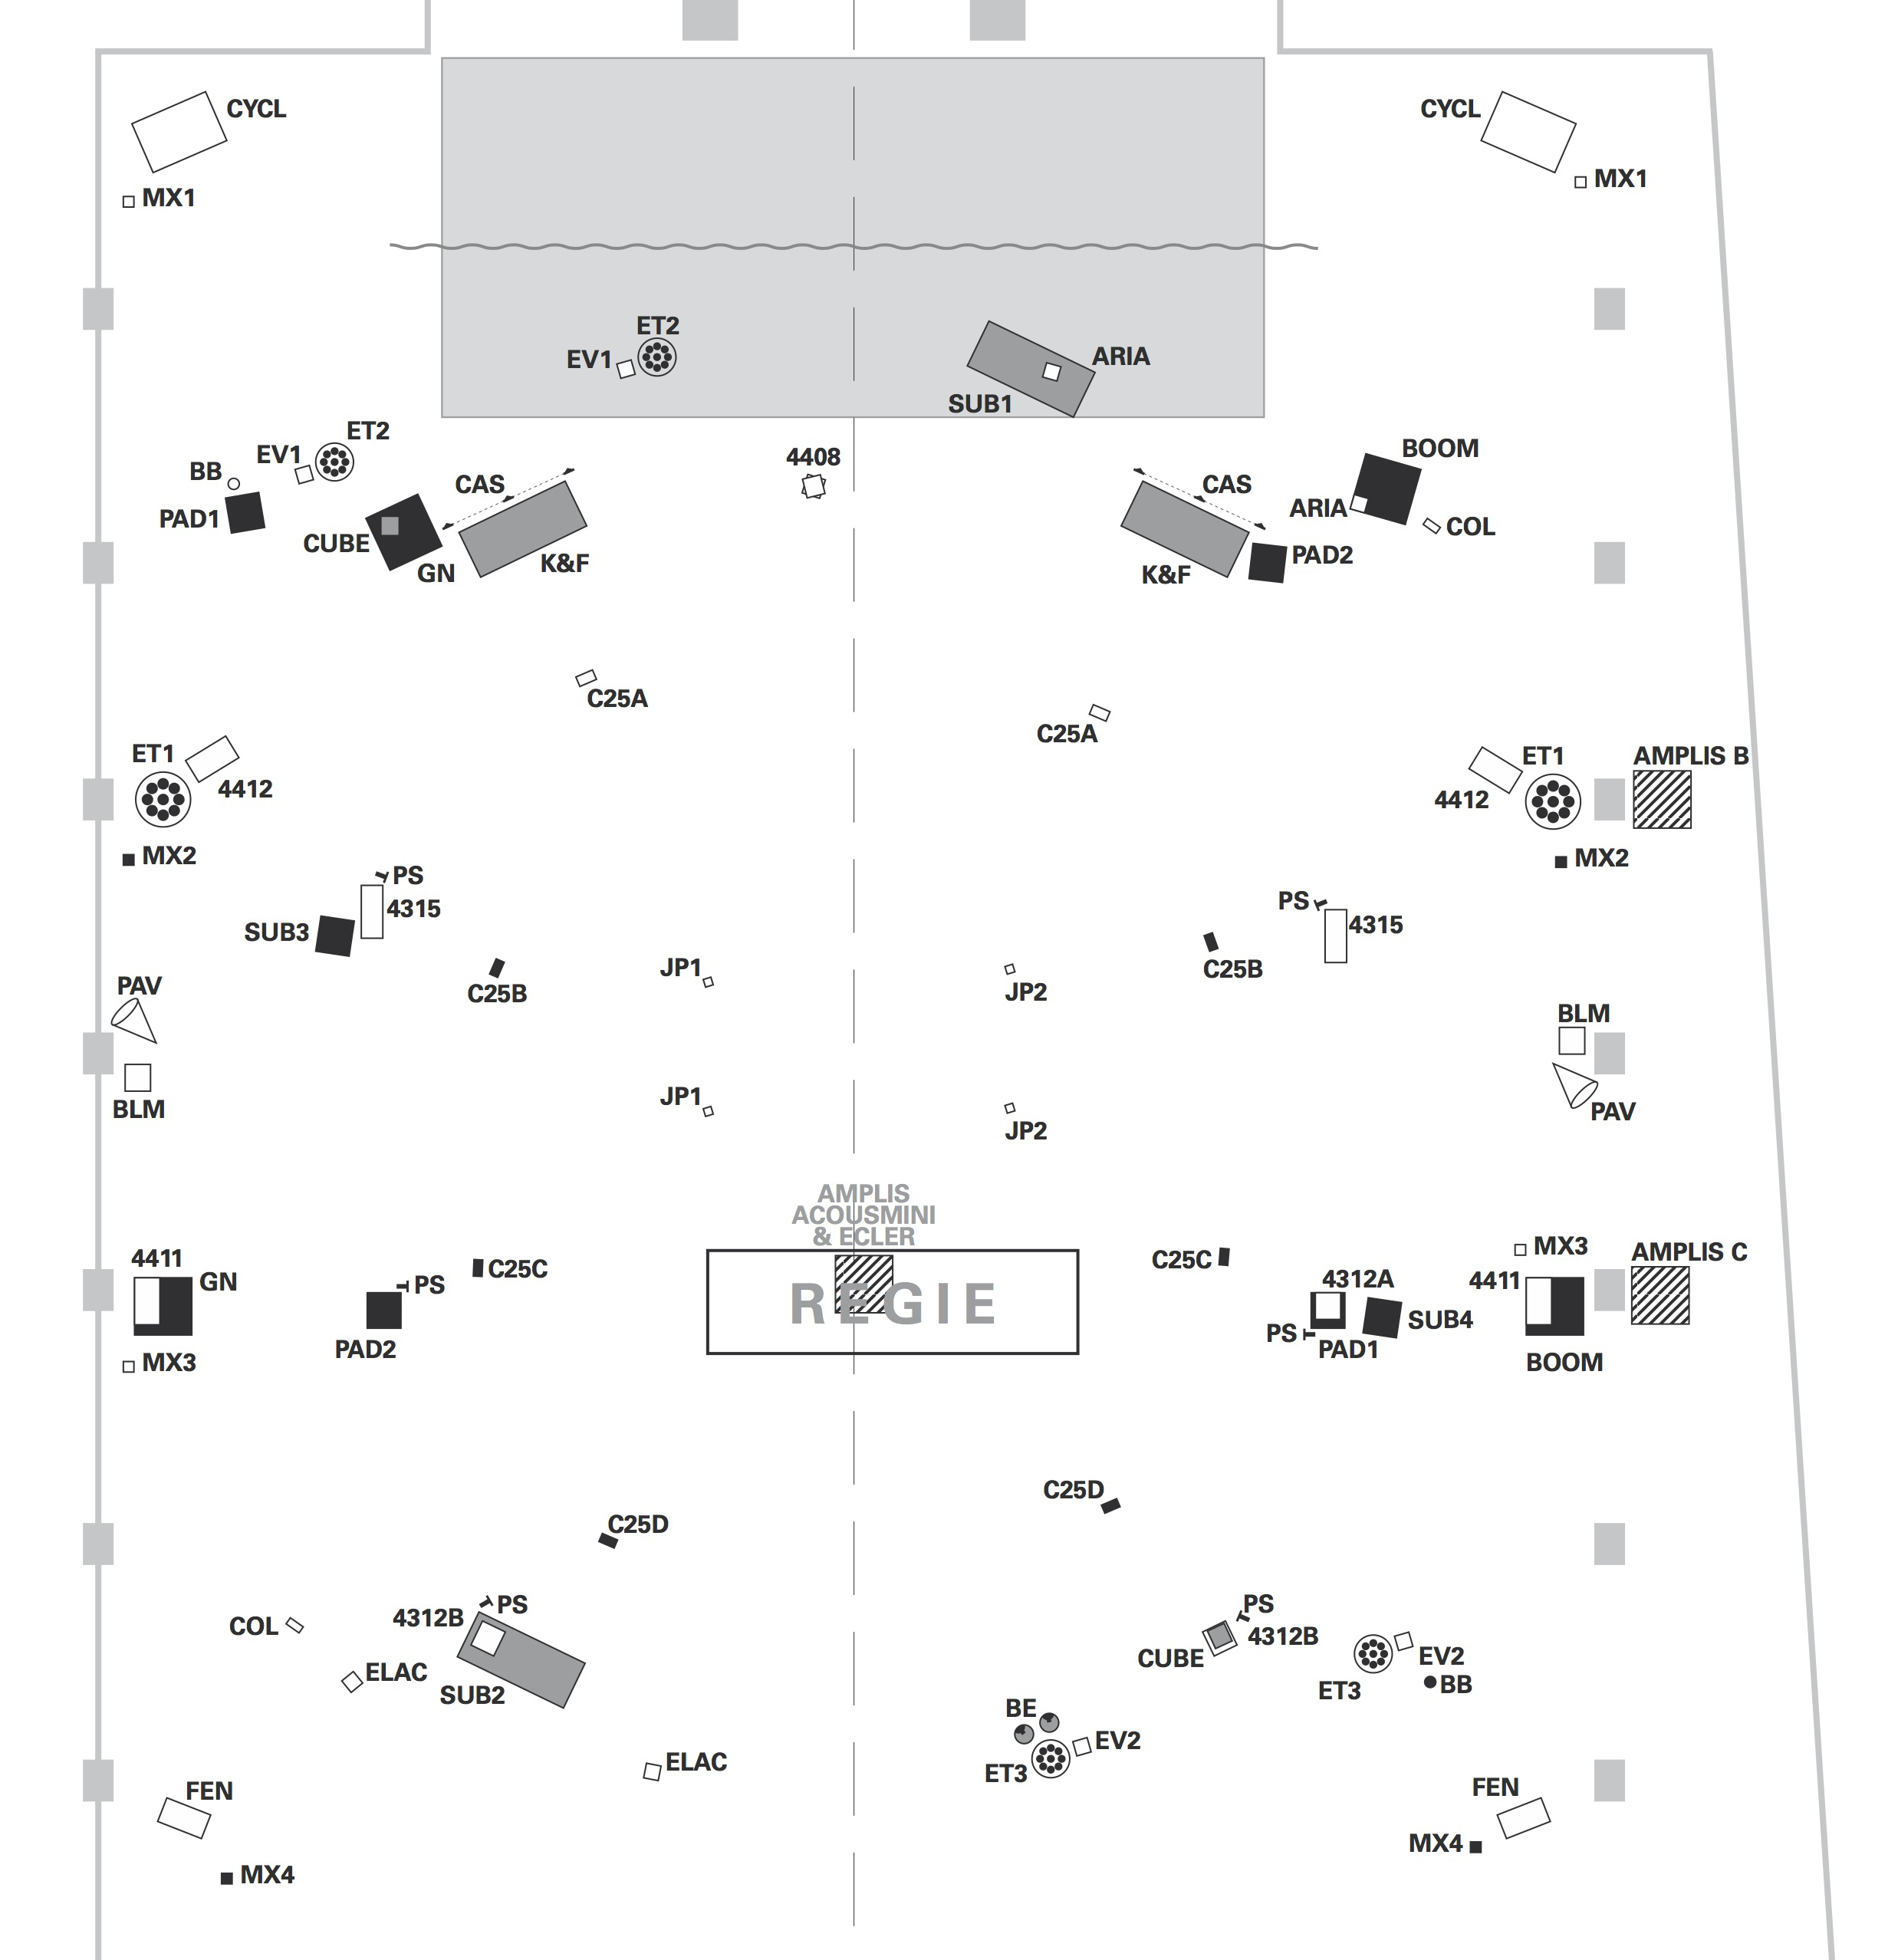 CYCL
CYCL
MX1
MX1
ET2
EV1
ARIA
SUB1
ET2
EV1
BB
PAD1
CUBE
GN
CAS
K&F
4408
CAS
K&F
BOOM
ARIA
COL
PAD2
C25A
C25A
ET1
4412
MX2
ET1
4412
AMPLIS B
MX2
PS
4315
SUB3
C25B
JP1
JP2
PS
4315
C25B
PAV
BLM
BLM
PAV
JP1
JP2
AMPLIS
ACOUSMINI
& ECLER
REGIE
4411
GN
MX3
PS
PAD2
C25C
C25C
4312A
PS
PAD1
SUB4
MX3
4411
BOOM
AMPLIS C
C25D
C25D
COL
ELAC
4312B
PS
SUB2
ELAC
PS
4312B
CUBE
EV2
ET3
BB
BE
EV2
ET3
FEN
MX4
FEN
MX4